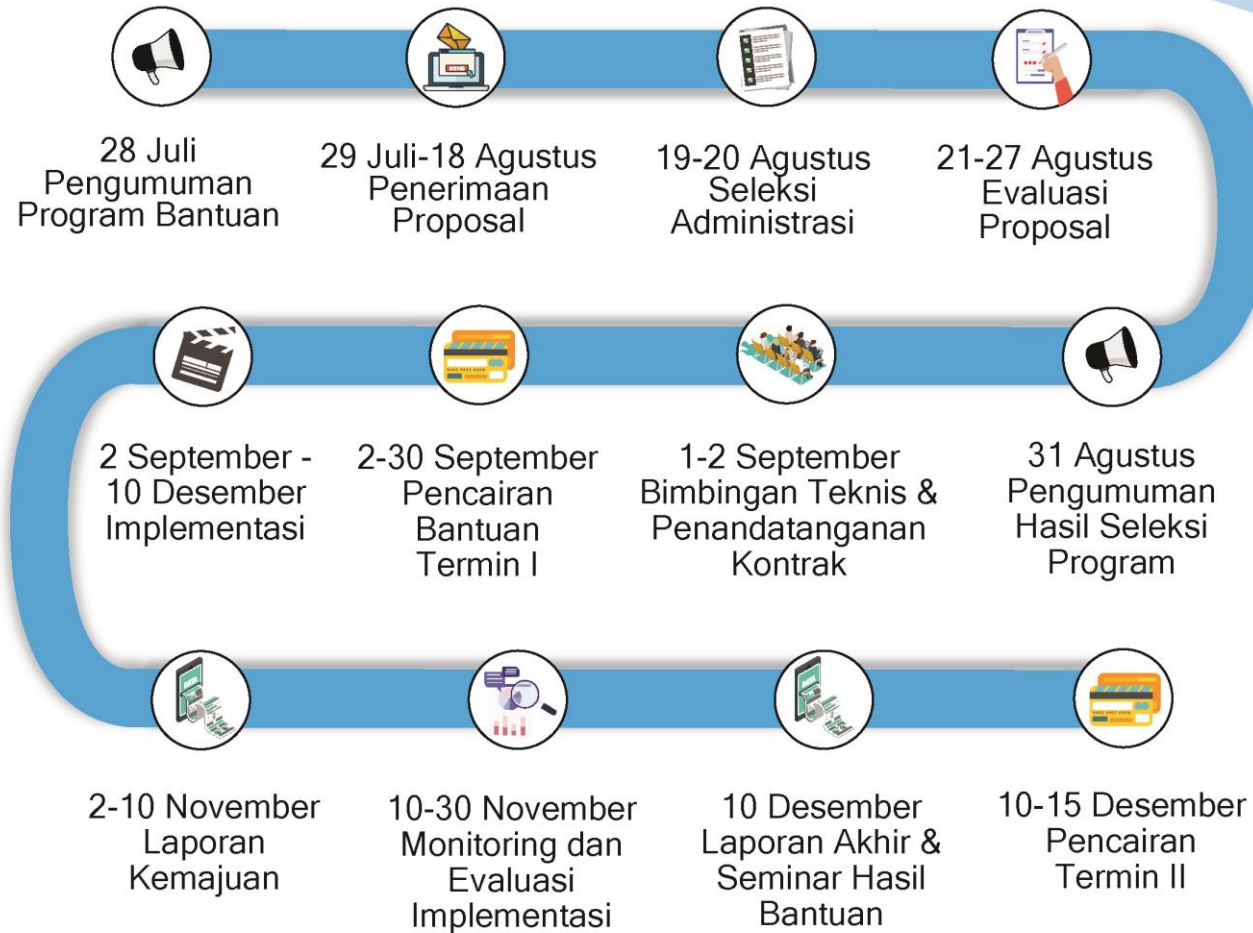 28 Juli
Pengumuman
Program Bantuan
29 Juli-18 Agustus
Penerimaan
Proposal
19-20 Agustus
Seleksi
Administrasi
21-27 Agustus
Evaluasi
Proposal
31 Agustus
Pengumuman
Hasil Seleksi
Program
1-2 September
Bimbingan Teknis &
Penandatanganan
Kontrak
2-30 September
Pencairan
Bantuan
Termin I
2 September -
10 Desember
Implementasi
2-10 November
Laporan
Kemajuan
10-30 November
Monitoring dan
Evaluasi
Implementasi
10 Desember
Laporan Akhir &
Seminar Hasil
Bantuan
10-15 Desember
Pencairan
Termin II